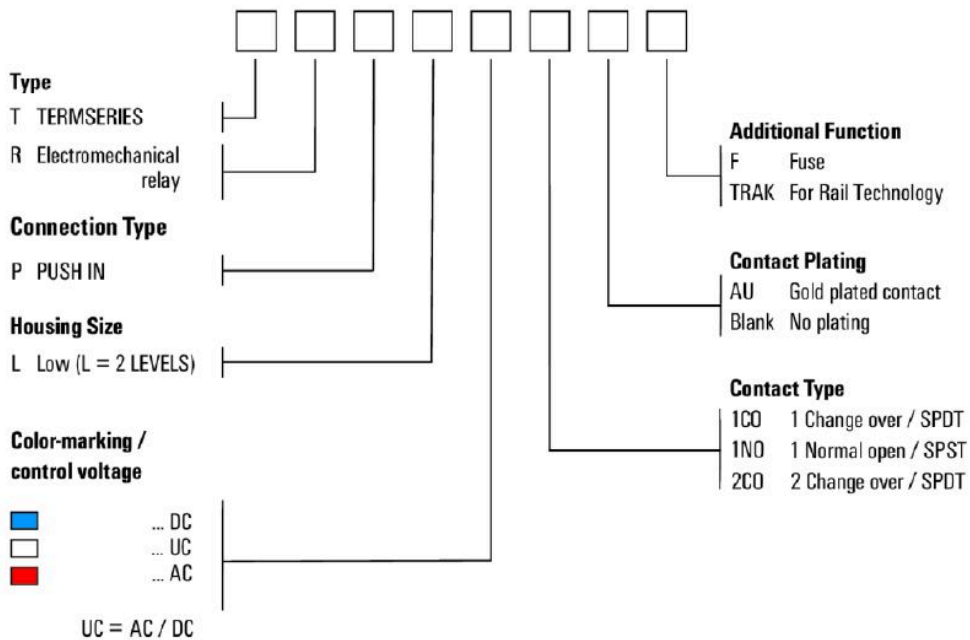 Type
T TERMSERIES
R Electromechanical
relay
Connection Type
P PUSH IN
Housing Size
L Low (L = 2 LEVELS)
Color-marking /
control voltage
... DC
... UC
... AC
UC = AC / DC
Additional Function
F Fuse
TRAK For Rail Technology
Contact Plating
AU Gold plated contact
Blank No plating
Contact Type
1CO 1 Change over / SPDT
1NO 1 Normal open / SPST
2CO 2 Change over / SPDT